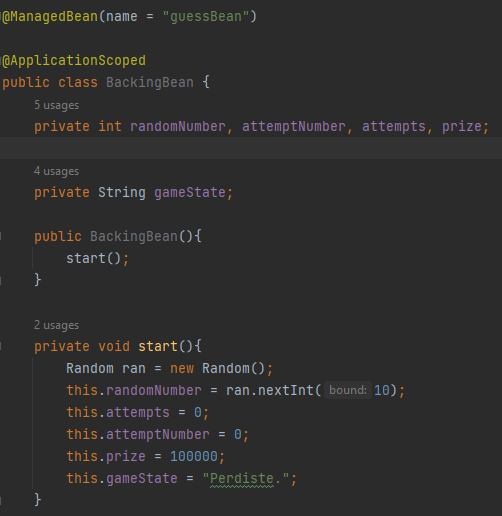 @ManagedBean(name = "guessBean")
@ApplicationScoped
public class BackingBean {
5 usages
private int randomNumber, attemptNumber, attempts, prize;
4 usages
private String gameState;
public BackingBean(){
start();
}
2 usages
private void start(){
Random ran = new Random();
this.randomNumber = ran.nextInt( bound: 10);
this.attempts = 0;
this.attemptNumber = 0;
this.prize = 100000;
this.gameState = "Perdiste.";
}